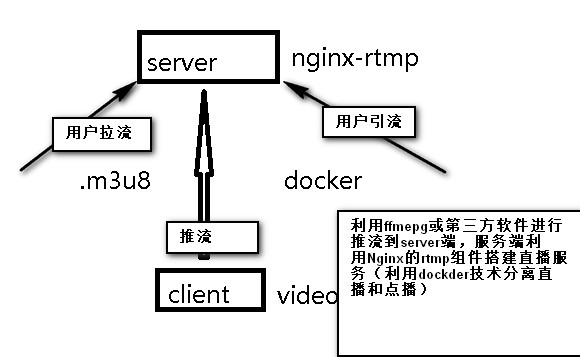 server
nginx-rtmp
用户拉流
用户引流
.m3u8
docker
推流
client
video
利用ffmepg或第三方软件进行
推流到server端，服务端利
用Nginx的rtmp组件搭建直播服
务（利用dockder技术分离直
播和点播）